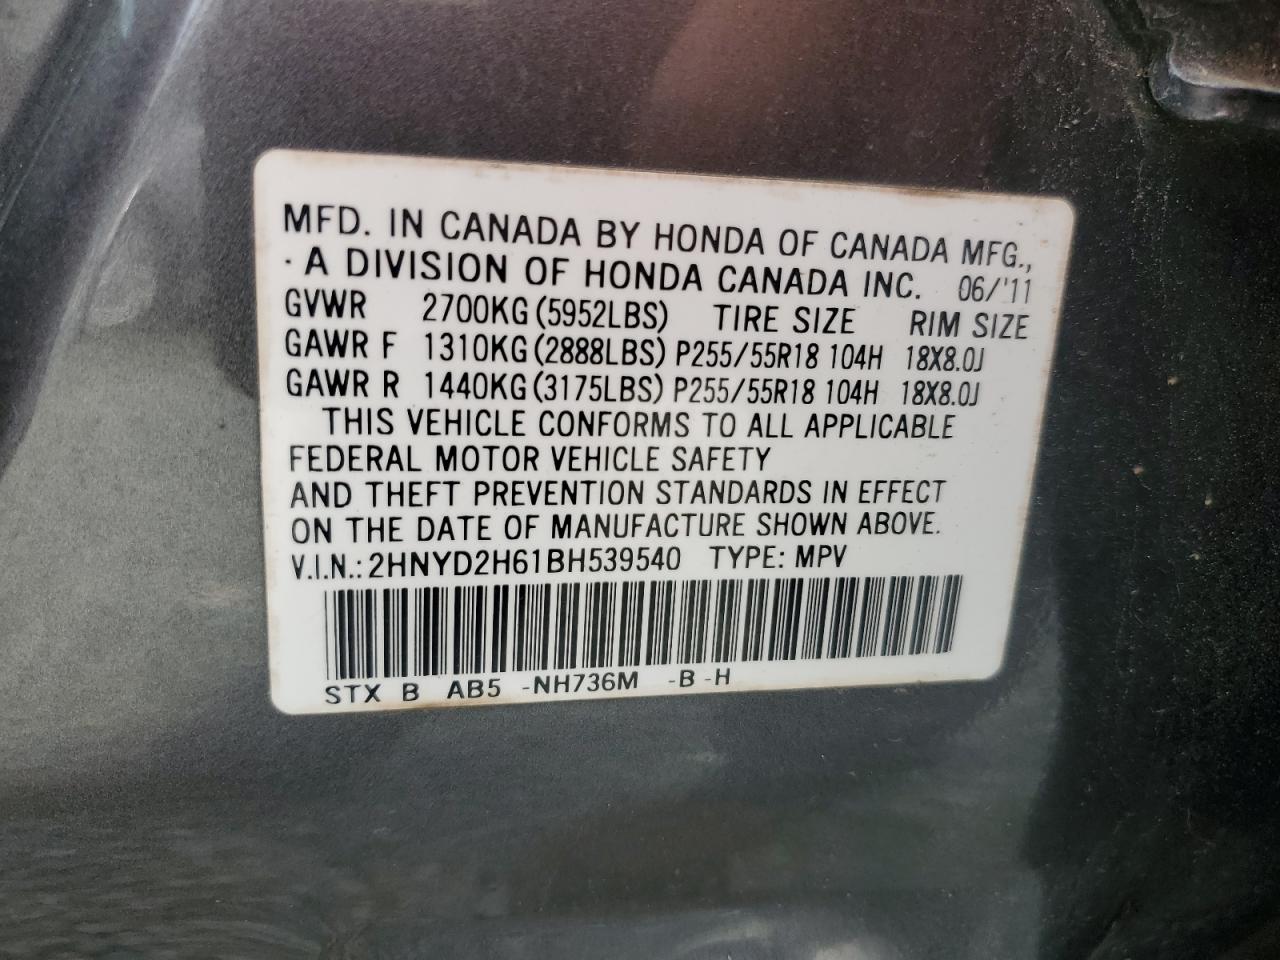 MFD. IN CANADA BY HONDA OF CANADA MFG.,
· A DIVISION OF HONDA CANADA INC. 06/'11
GVWR 2700KG (5952LBS) TIRE SIZE RIM SIZE
GAWR F 1310KG (2888LBS) P255/55R18 104H 18X8.0J
GAWR R 1440KG (3175LBS) P255/55R18 104H 18X8.0J
THIS VEHICLE CONFORMS TO ALL APPLICABLE
FEDERAL MOTOR VEHICLE SAFETY
AND THEFT PREVENTION STANDARDS IN EFFECT
ON THE DATE OF MANUFACTURE SHOWN ABOVE.
V.I.N.: 2HNYD2H61BH539540 TYPE: MPV
STX B AB5 -NH736M -B -H